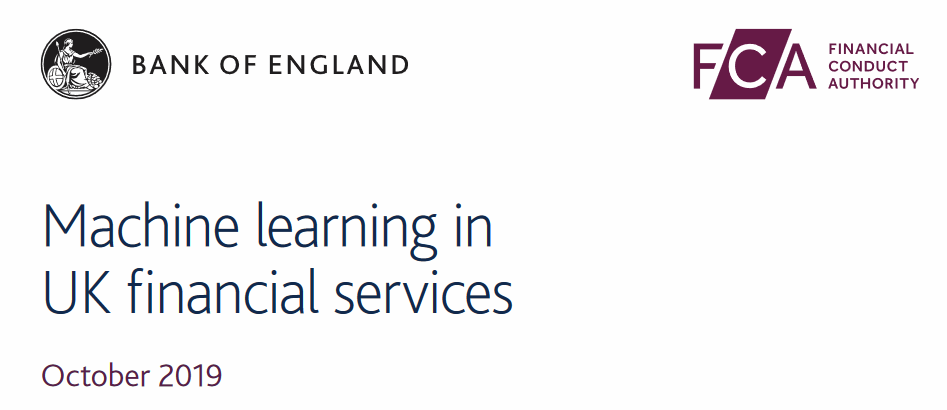 BANK OF ENGLAND
FCA FINANCIAL
CONDUCT
AUTHORITY
Machine learning in
UK financial services
October 2019